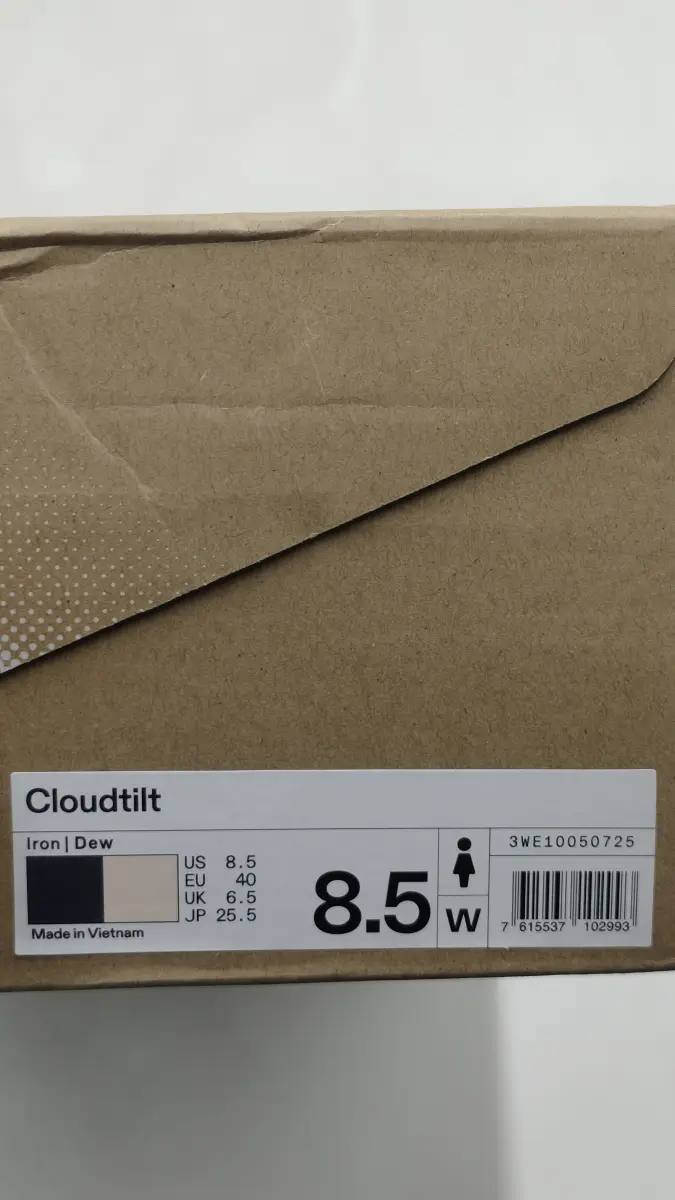 Cloudtilt
Iron | Dew
US 8.5
EU 40
UK 6.5
JP 25.5
Made in Vietnam
8.5
W
3WE10050725
7 615537 102993